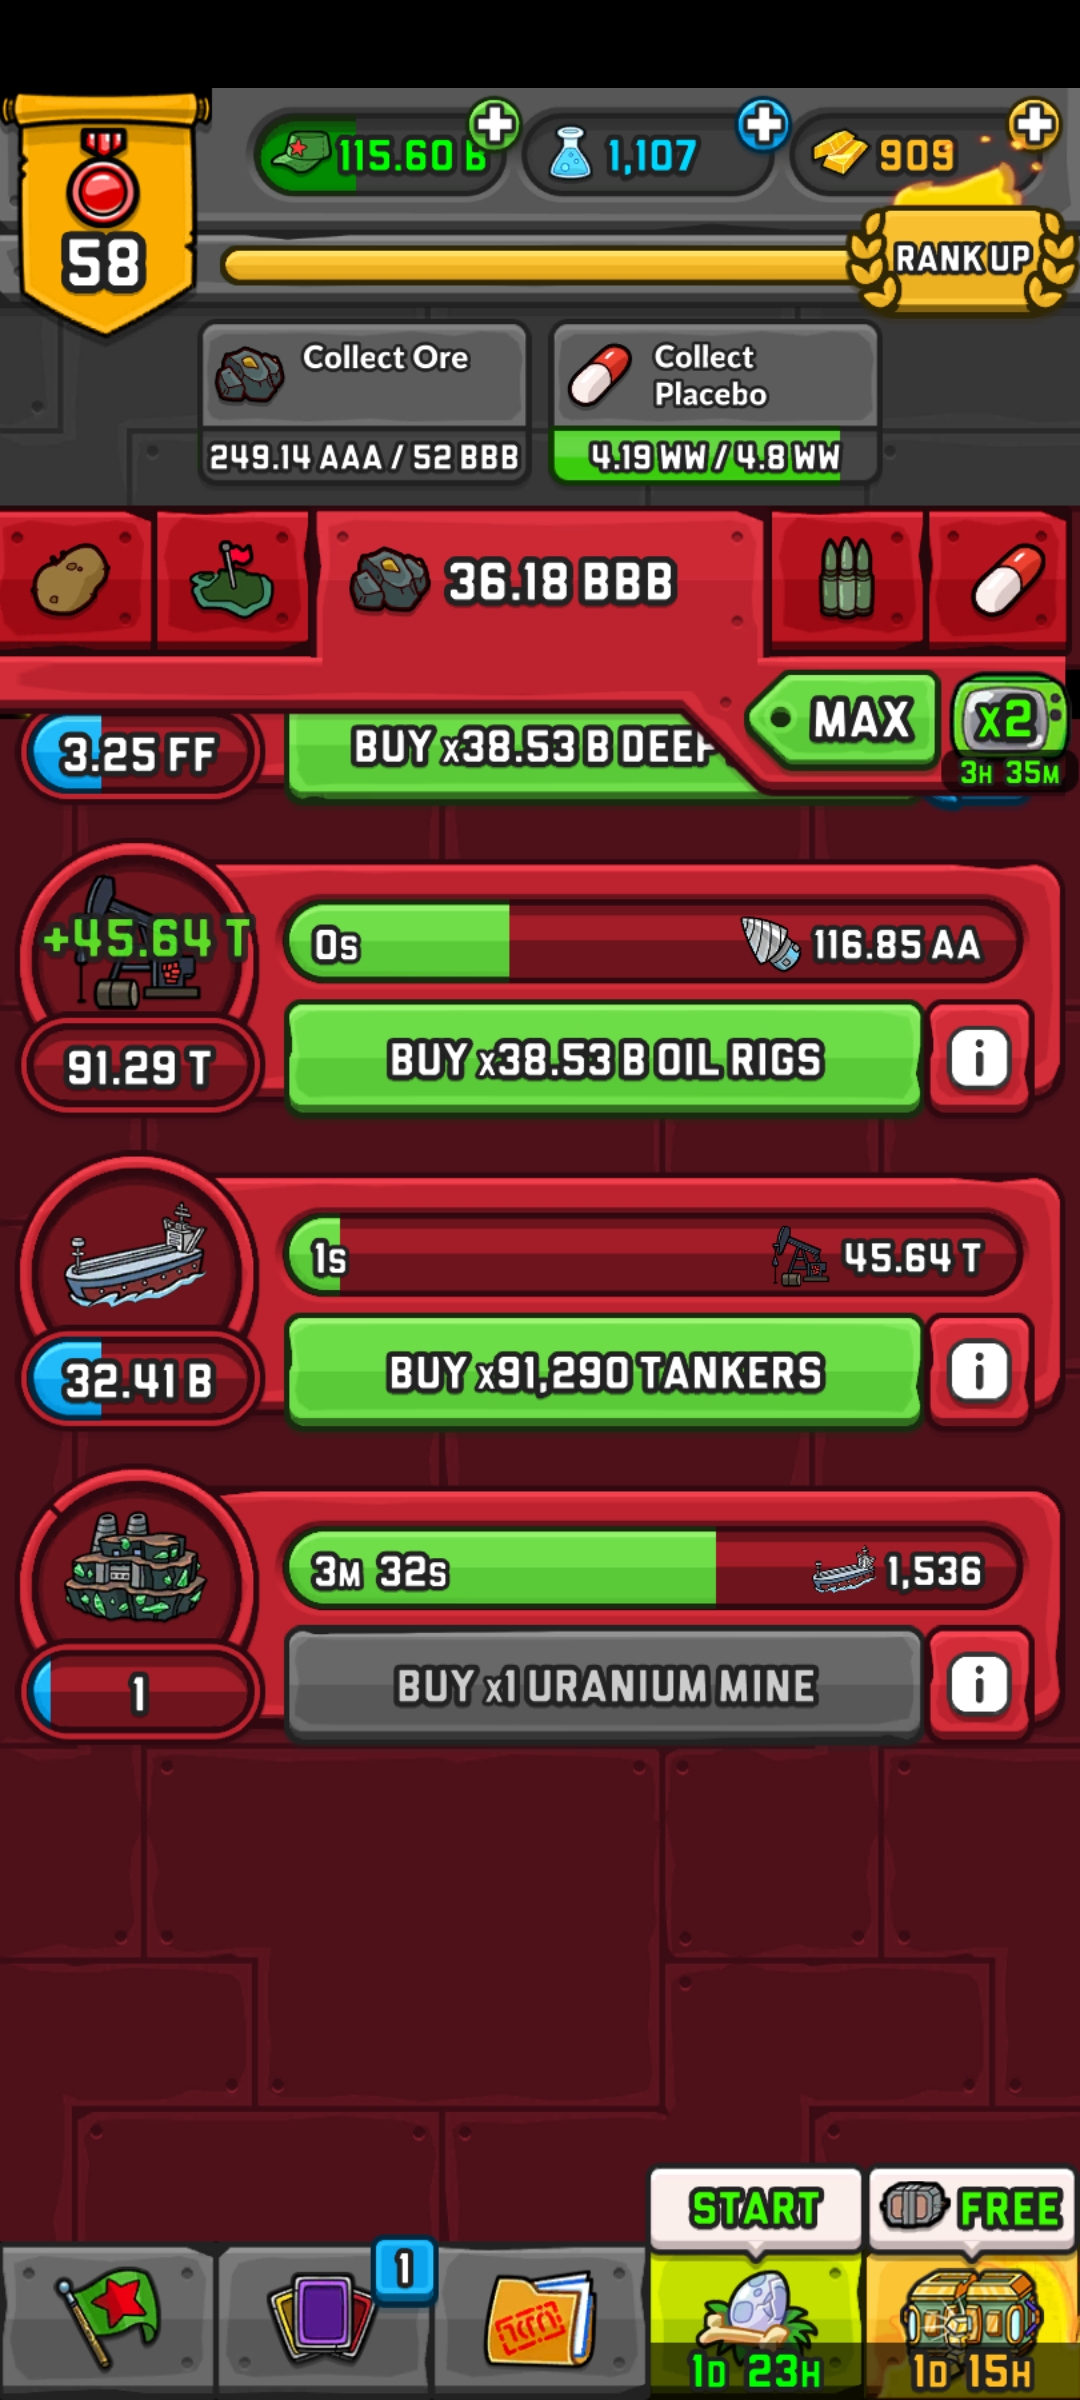 115.60 B
1,107
909
58
RANK UP
Collect Ore
249.14 AAA / 52 BBB
Collect
Placebo
4.19 WW / 4.8 WW
36.18 BBB
MAX
x2
3H 35M
3.25 FF
BUY x38.53 B DEEP
+45.64 T
0s
116.85 AA
91.29 T
BUY x38.53 B OIL RIGS
i
1s
45.64 T
32.41 B
BUY x91,290 TANKERS
i
3M 32s
1,536
1
BUY x1 URANIUM MINE
i
START
FREE
1
1D 23H
1D 15H